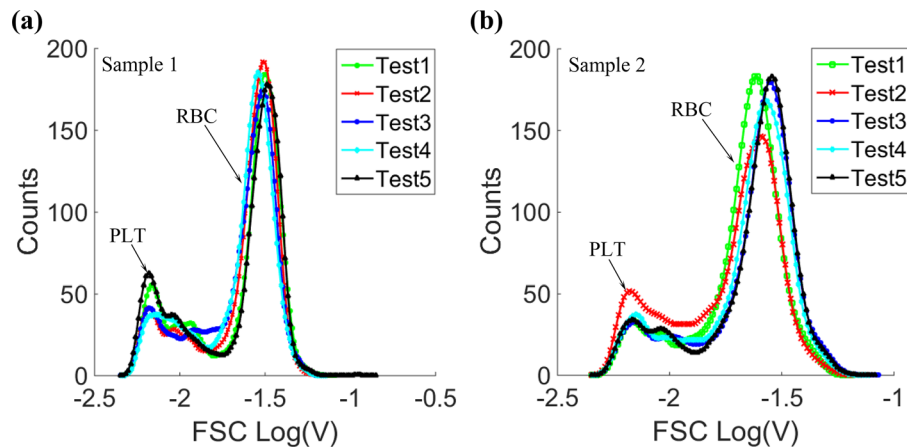 (a)
200
150
100
50
0
Counts
-2.5
-2
-1.5
-1
-0.5
FSC Log(V)
Sample 1
RBC
PLT
Test1
Test2
Test3
Test4
Test5
(b)
200
150
100
50
0
Counts
-2.5
-2
-1.5
-1
FSC Log(V)
Sample 2
RBC
PLT
Test1
Test2
Test3
Test4
Test5